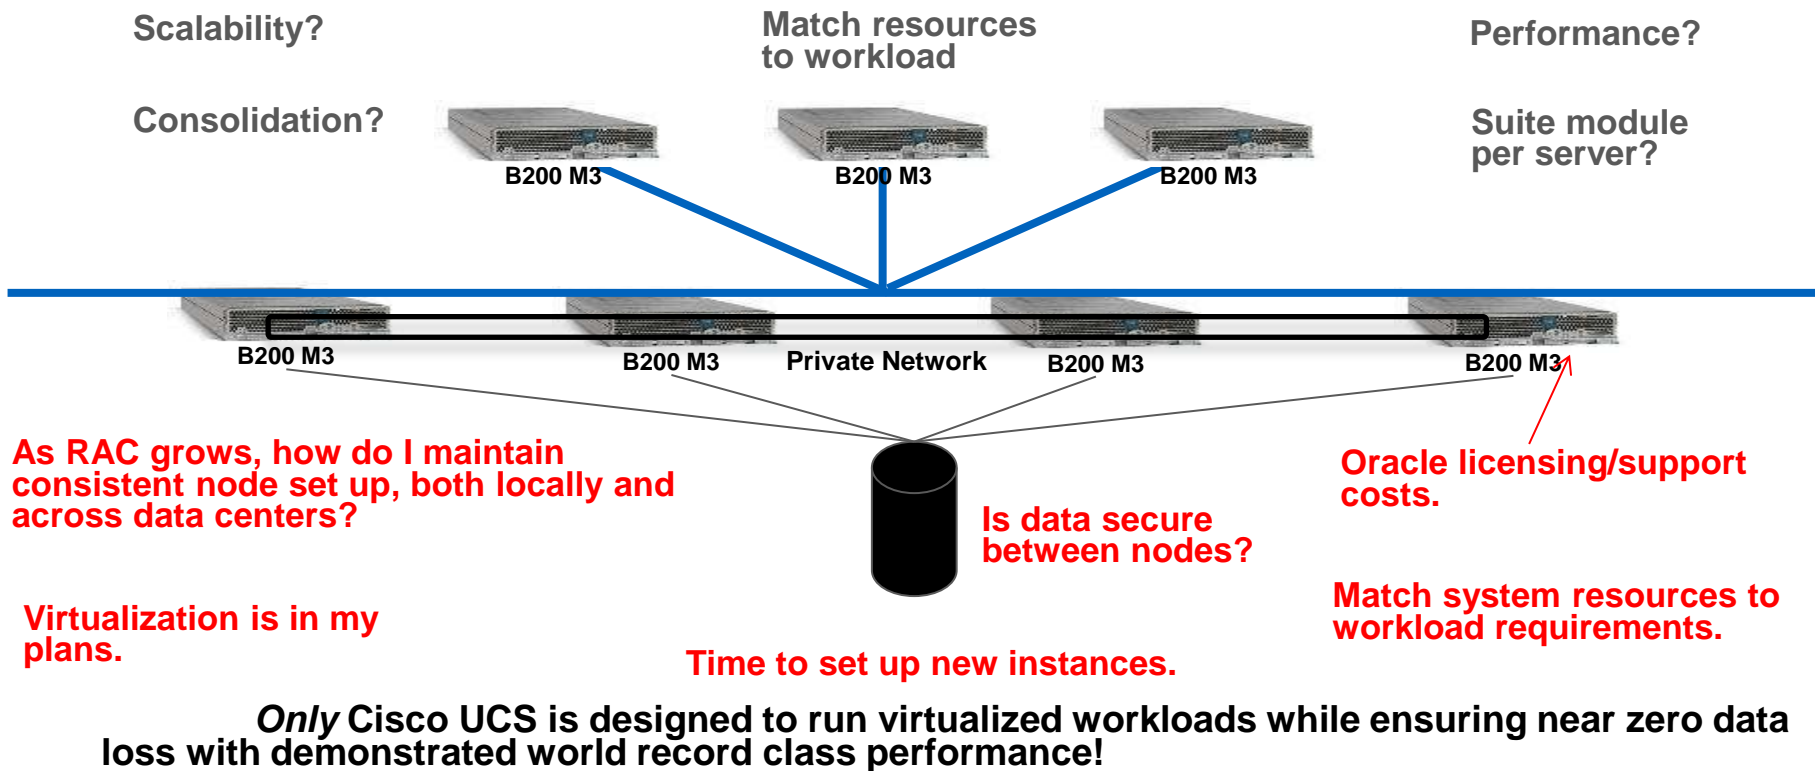 Scalability?
Match resources
to workload
Performance?
Consolidation?
Suite module
per server?
B200 M3
B200 M3
B200 M3
B200 M3
B200 M3
Private Network
B200 M3
B200 M3
As RAC grows, how do I maintain
consistent node set up, both locally and
across data centers?
Oracle licensing/support
costs.
Is data secure
between nodes?
Virtualization is in my
plans.
Match system resources to
workload requirements.
Time to set up new instances.
Only Cisco UCS is designed to run virtualized workloads while ensuring near zero data
loss with demonstrated world record class performance!